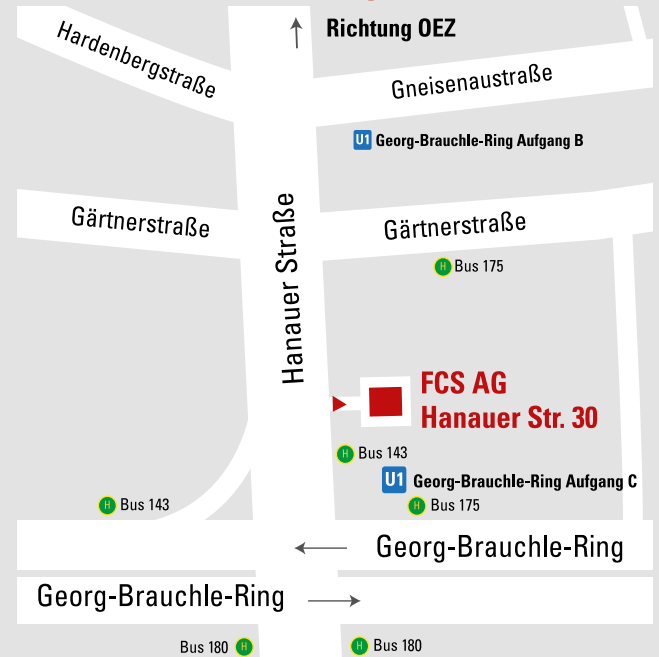 Richtung OEZ
Hardenbergstraße
Gneisenaustraße
U1 Georg-Brauchle-Ring Aufgang B
Gärtnerstraße
Gärtnerstraße
Hanauer Straße
H Bus 175
FCS AG
Hanauer Str. 30
H Bus 143
U1 Georg-Brauchle-Ring Aufgang C
H Bus 143
H Bus 175
Georg-Brauchle-Ring
Georg-Brauchle-Ring
Bus 180 H
H Bus 180